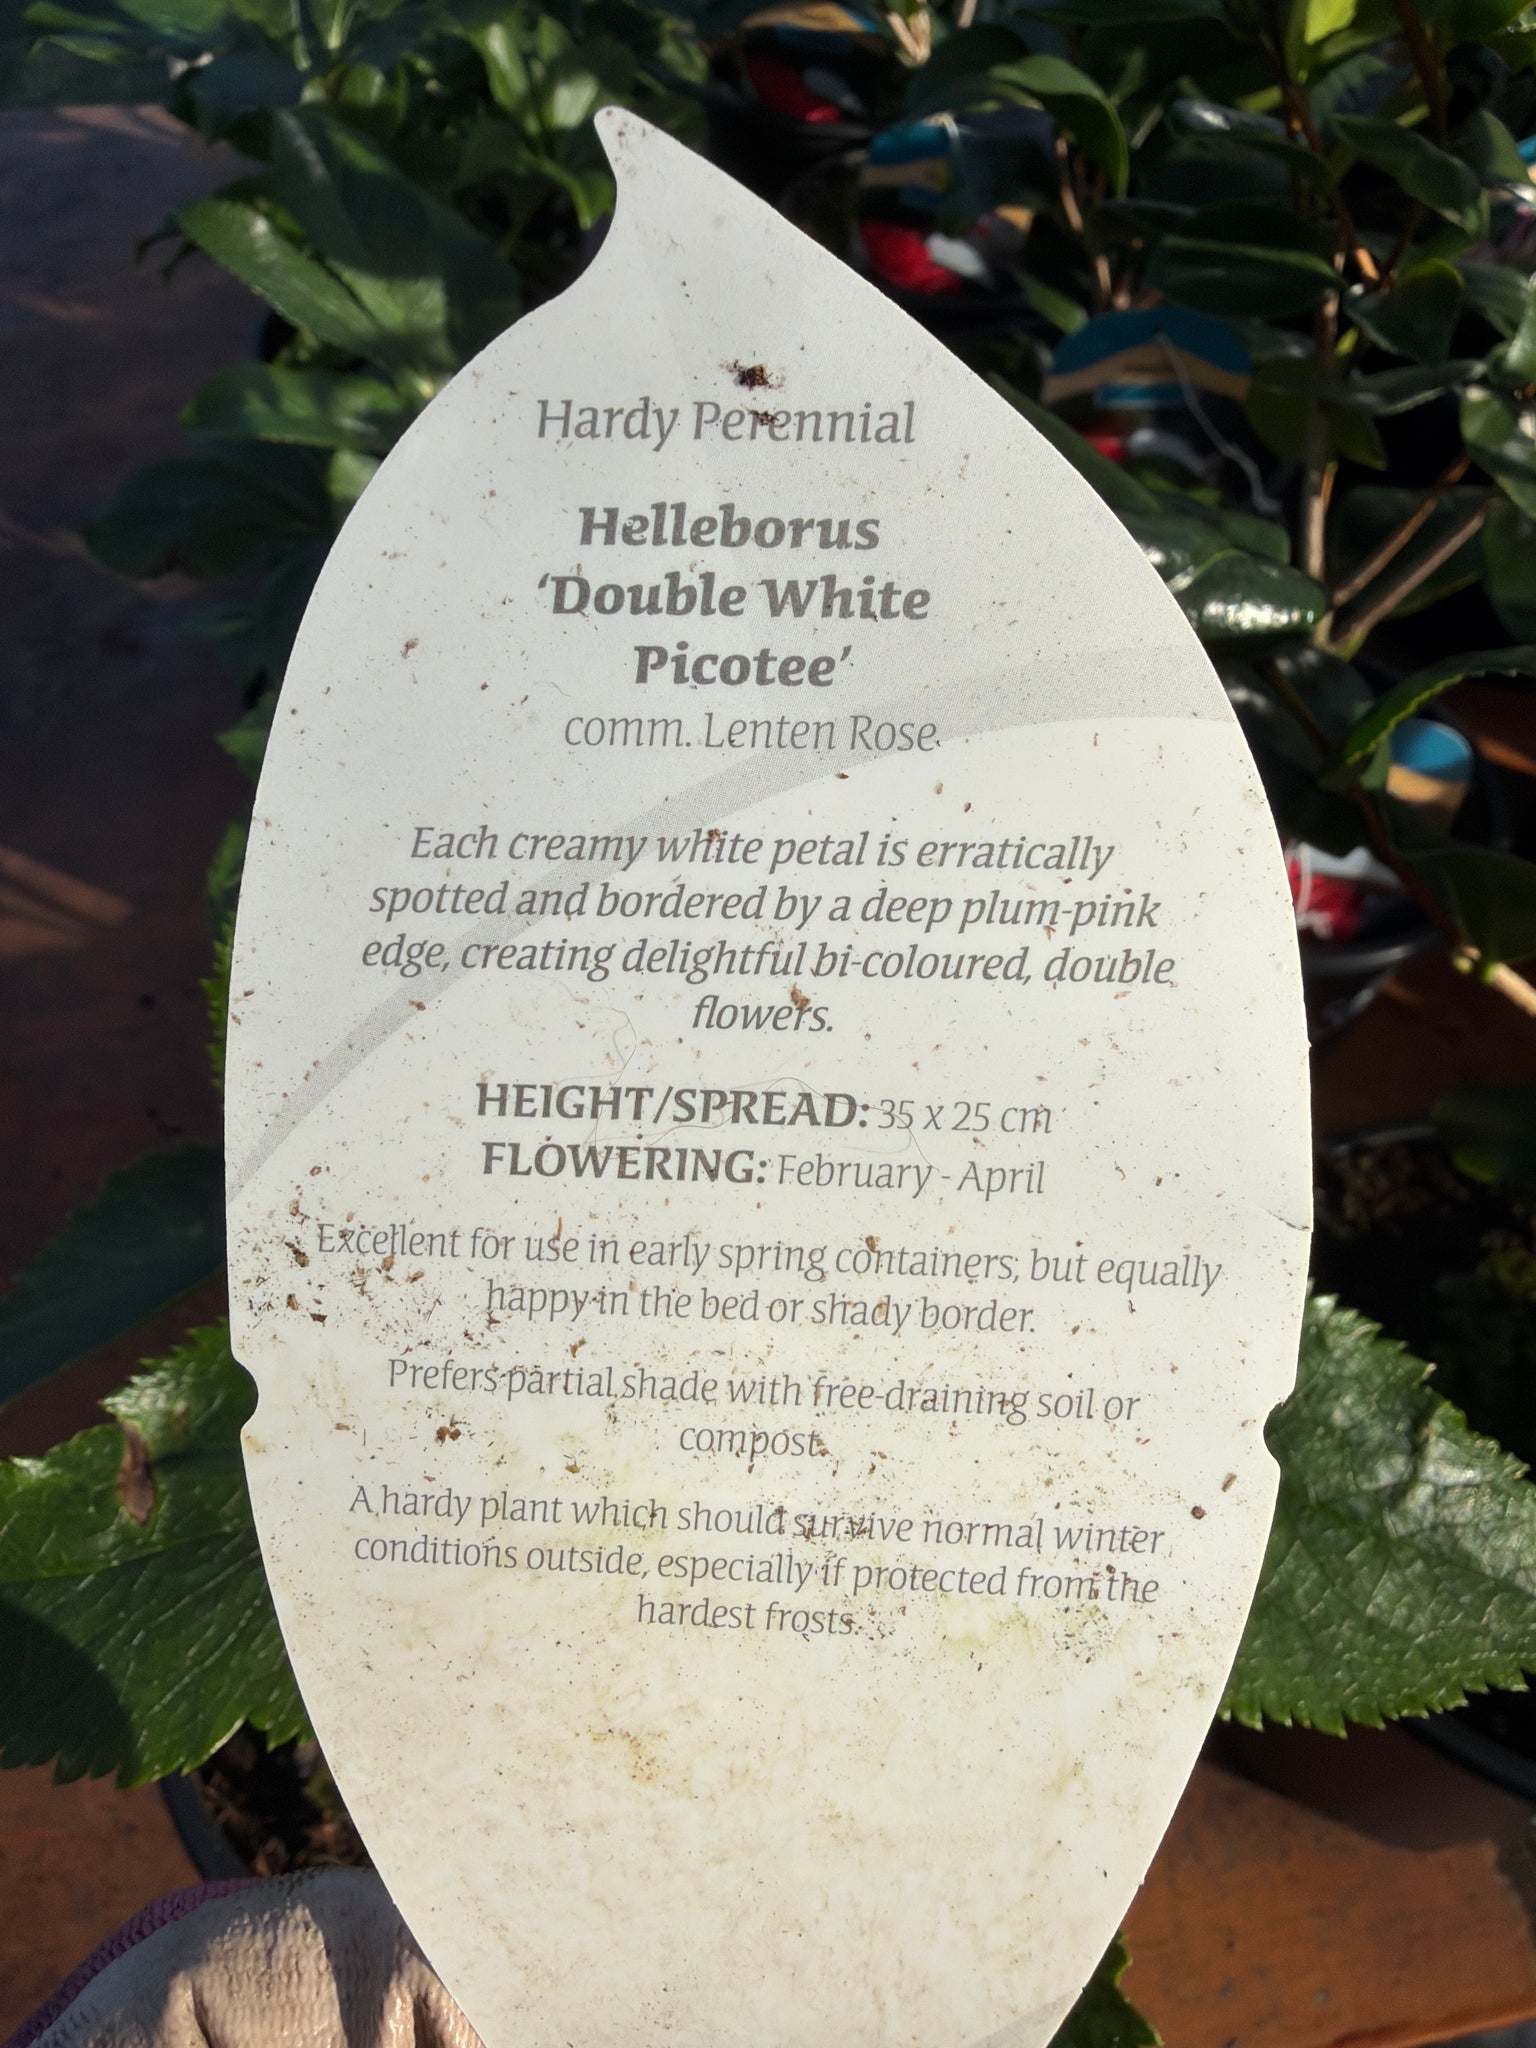 Hardy Perennial
Helleborus
‘Double White
Picotee’
comm. Lenten Rose
Each creamy white petal is erratically
spotted and bordered by a deep plum-pink
edge, creating delightful bi-coloured, double
flowers.
HEIGHT/SPREAD: 35 x 25 cm
FLOWERING: February - April
Excellent for use in early spring containers, but equally
happy in the bed or shady border.
Prefers partial shade with free-draining soil or
compost.
A hardy plant which should survive normal winter
conditions outside, especially if protected from the
hardest frosts.